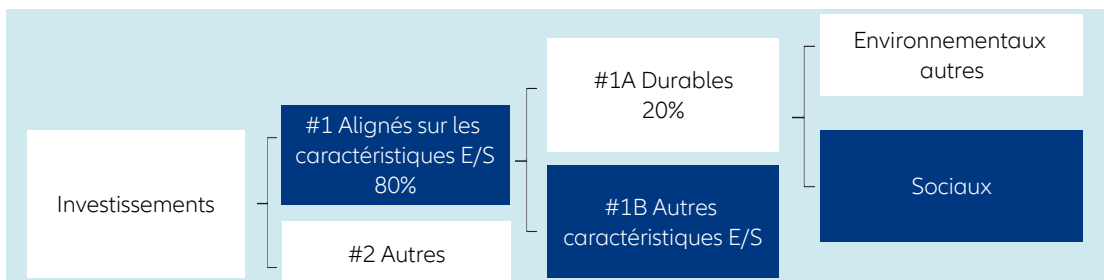 Investissements
#1 Alignés sur les
caractéristiques E/S
80%
#2 Autres
#1A Durables
20%
#1B Autres
caractéristiques E/S
Environnementaux
autres
Sociaux